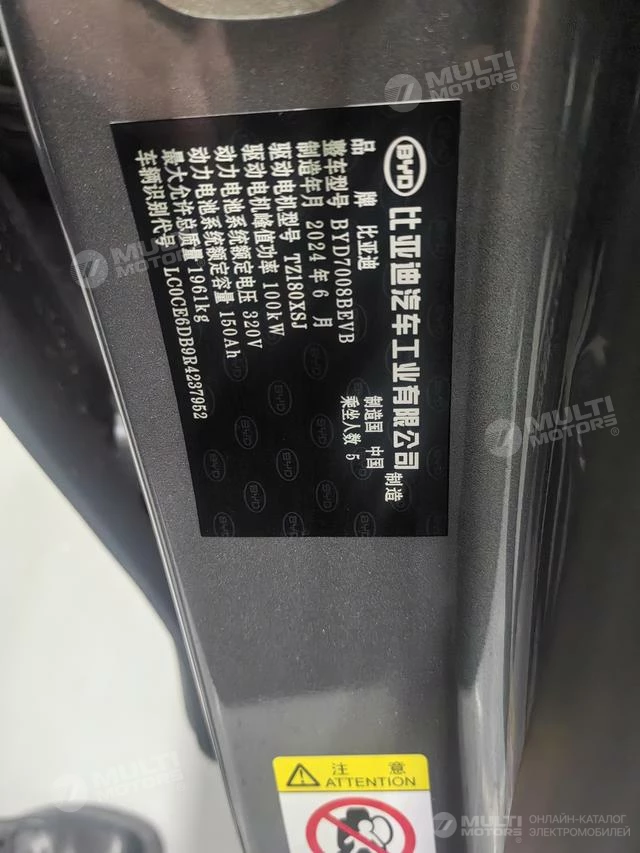 BYD 比亚迪汽车工业有限公司 制造
品 牌 比亚迪 制造国 中国
整车型号 BYD7008BEVB 乘坐人数 5
制造年月 2024 年 6 月
驱动电机型号 TZ180XSJ
驱动电机峰值功率 100kW
动力电池系统额定电压 320V
动力电池系统额定容量 150Ah
最大允许总质量 1961kg
车辆识别代号 LC0CE6DB9R4237952
注 意
ATTENTION
MULTI MOTORS
MULTI MOTORS
MULTI MOTORS
MULTI MOTORS
MULTI MOTORS
ОНЛАЙН-КАТАЛОГ
ЭЛЕКТРОМОБИЛЕЙ